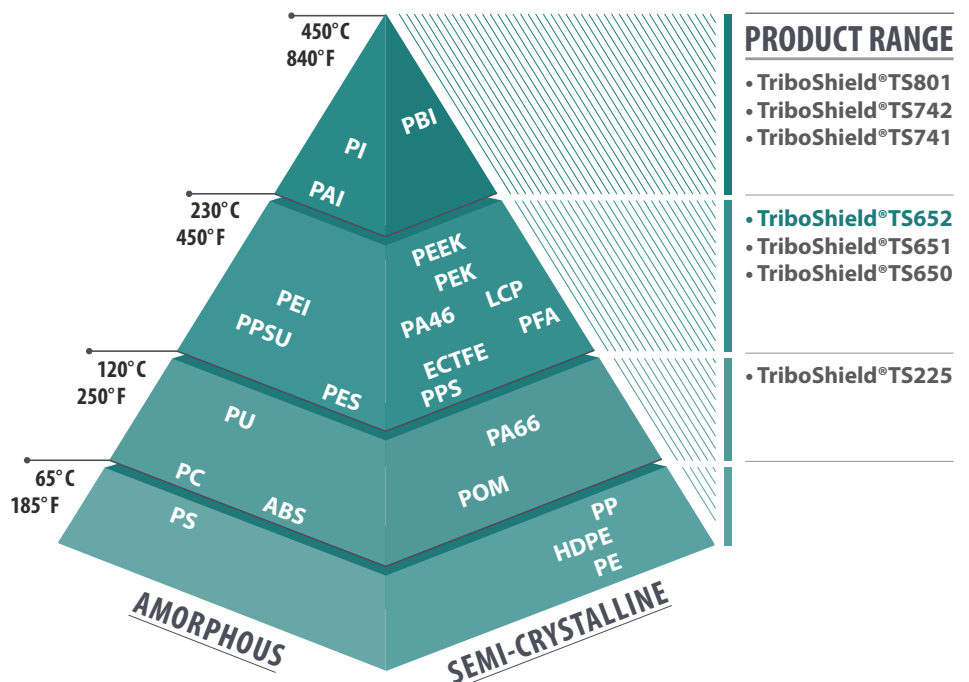 450°C
840°F
PRODUCT RANGE
• TriboShield®TS801
• TriboShield®TS742
• TriboShield®TS741
PBI
PI
PAI
230°C
450°F
• TriboShield®TS652
• TriboShield®TS651
• TriboShield®TS650
PEEK
PEK
LCP
PEI
PA46
PFA
PPSU
ECTFE
PPS
PES
120°C
250°F
• TriboShield®TS225
PU
PA66
PC
POM
ABS
65°C
185°F
PS
PP
HDPE
PE
AMORPHOUS
SEMI-CRYSTALLINE